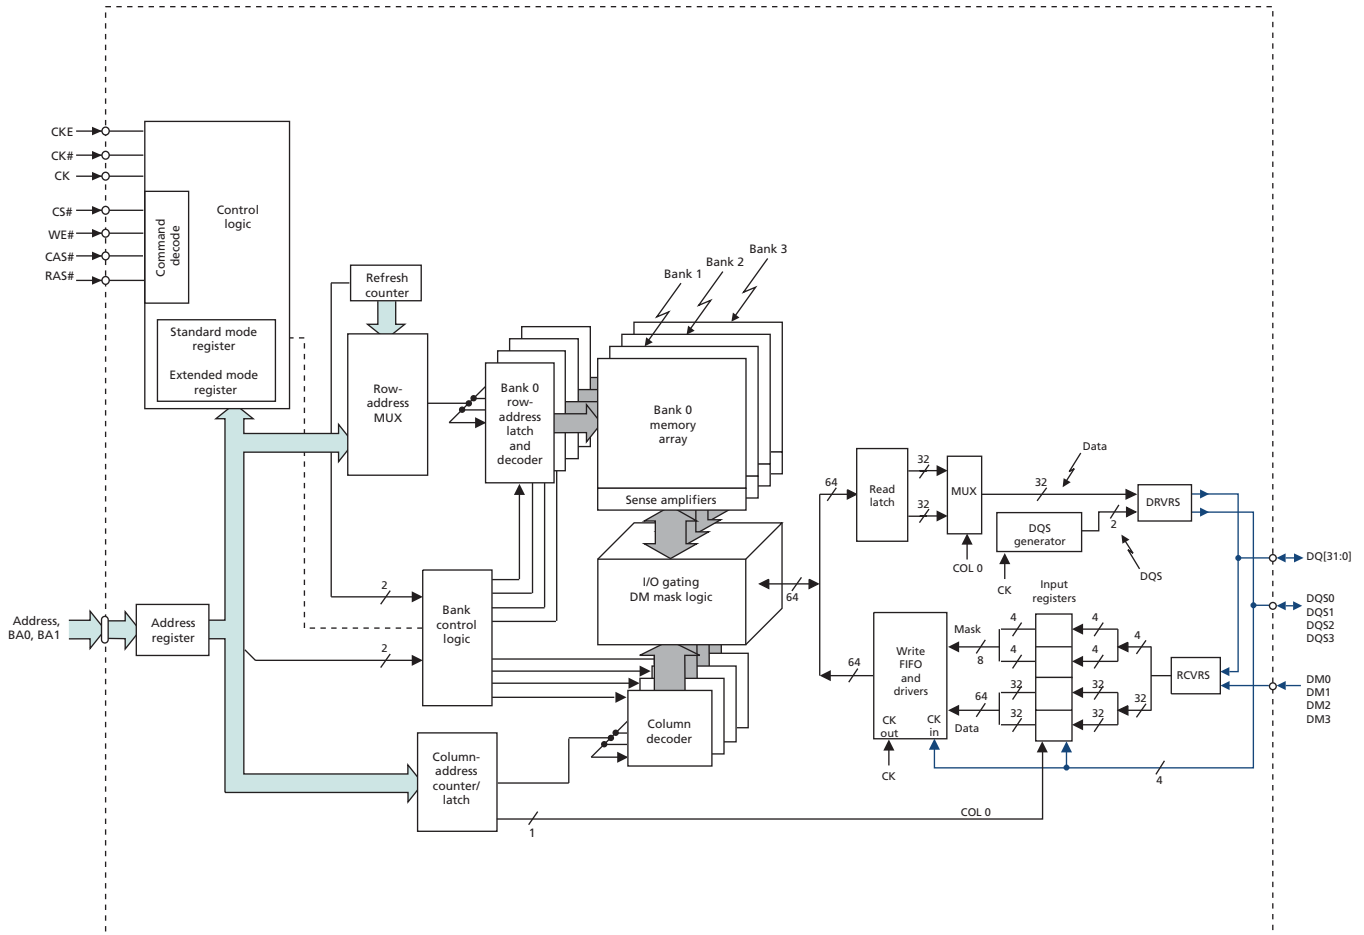 CKE
CK#
CK
CS#
WE#
CAS#
RAS#
Command
decode
Control
logic
Standard mode
register
Extended mode
register
Refresh
counter
Row-
address
MUX
Bank 0
row-
address
latch
and
decoder
Bank 1
Bank 2
Bank 3
Bank 0
memory
array
Sense amplifiers
I/O gating
DM mask logic
2
2
Bank
control
logic
Address,
BA0, BA1
Address
register
Column-
address
counter/
latch
Column
decoder
1
COL 0
64
64
Read
latch
32
32
MUX
COL 0
32
Data
DQS
generator
CK
2
DQS
DRVRS
DQ[31:0]
DQS0
DQS1
DQS2
DQS3
DM0
DM1
DM2
DM3
RCVRS
Input
registers
64
Write
FIFO
and
drivers
CK
out
CK
in
CK
Mask
8
64
Data
4
4
32
32
4
4
32
32
4
32
4